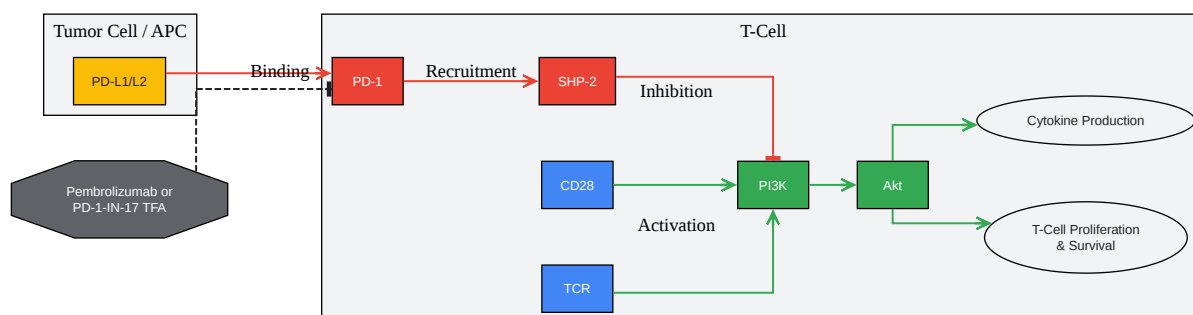 Tumor Cell / APC
T-Cell
PD-L1/L2
Binding
PD-1
Recruitment
SHP-2
Inhibition
Cytokine Production
Pembrolizumab or
PD-1-IN-17 TFA
CD28
PI3K
Akt
Activation
T-Cell Proliferation
& Survival
TCR